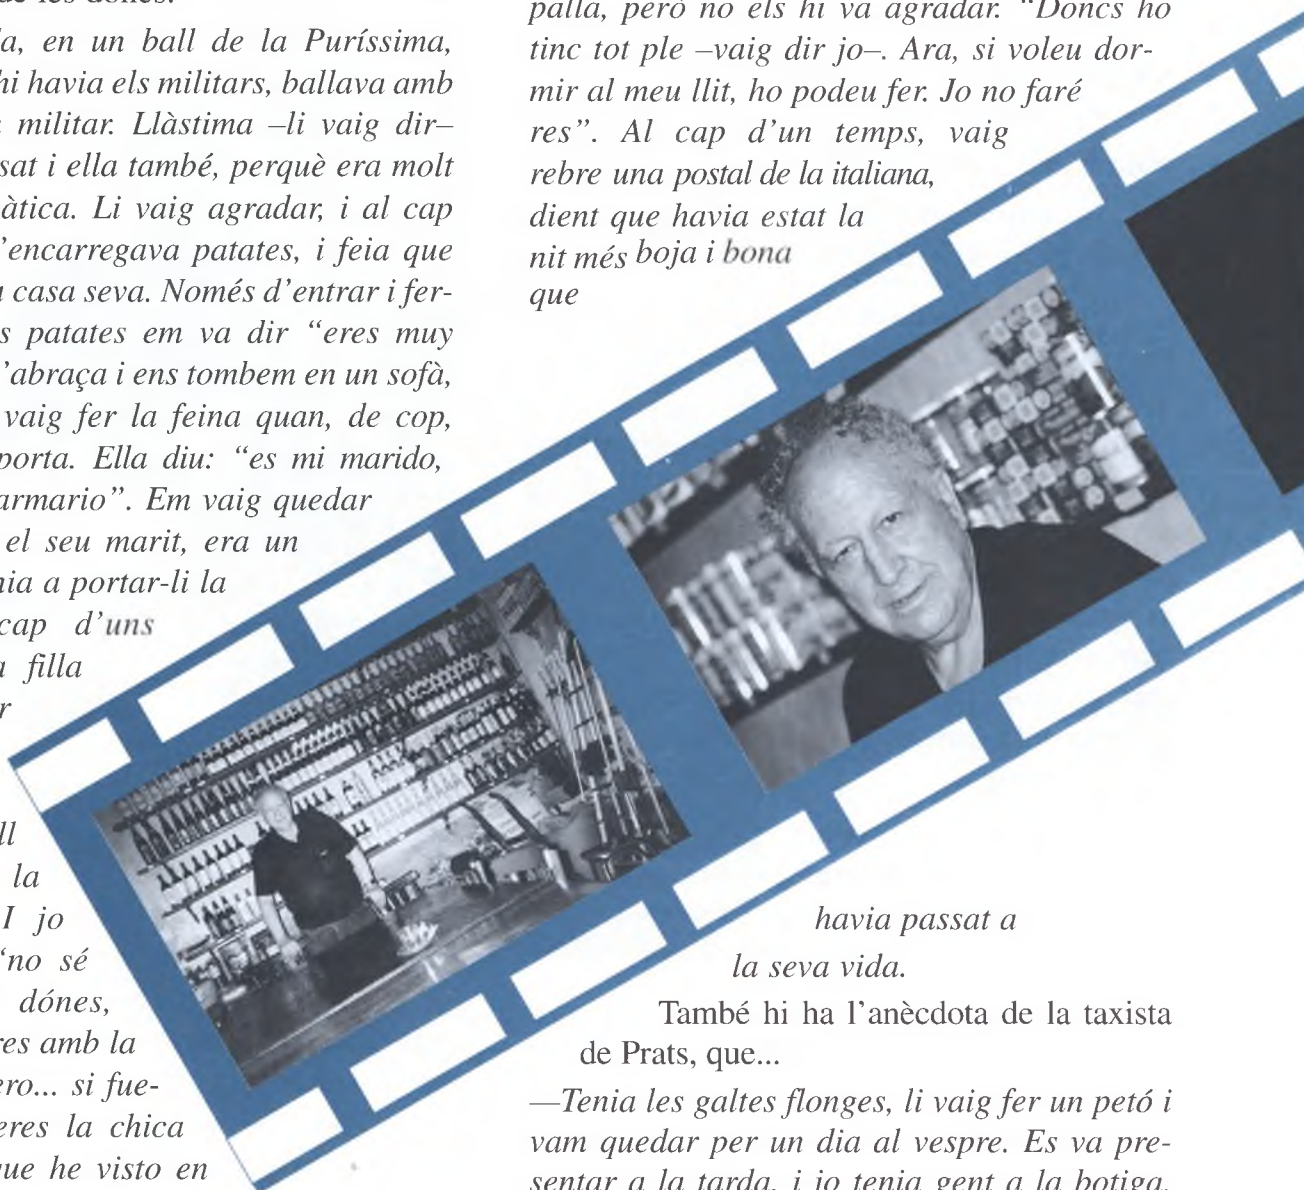 de les dones.
la, en un ball de la Puríssima,
hi havia els militars, ballava amb
militar. Llàstima –li vaig dir–
sat i ella també, perquè era molt
àtica. Li vaig agradar, i al cap
’encarregava patates, i feia que
a casa seva. Només d’entrar i fer-
s patates em va dir “eres muy
’abraça i ens tombem en un sofà,
vaig fer la feina quan, de cop,
porta. Ella diu: “es mi marido,
armario”. Em vaig quedar
el seu marit, era un
nia a portar-li la
cap d’uns
a filla
r
ll
la
I jo
“no sé
dónes,
res amb la
ero... si fue-
eres la chica
que he visto en
palla, però no els hi va agradar. “Doncs ho
tinc tot ple –vaig dir jo–. Ara, si voleu dor-
mir al meu llit, ho podeu fer. Jo no faré
res”. Al cap d’un temps, vaig
rebre una postal de la italiana,
dient que havia estat la
nit més boja i bona
que
havia passat a
la seva vida.
També hi ha l’anècdota de la taxista
de Prats, que...
—Tenia les galtes flonges, li vaig fer un petó i
vam quedar per un dia al vespre. Es va pre-
sentar a la tarda, i jo tenia gent a la botiga.